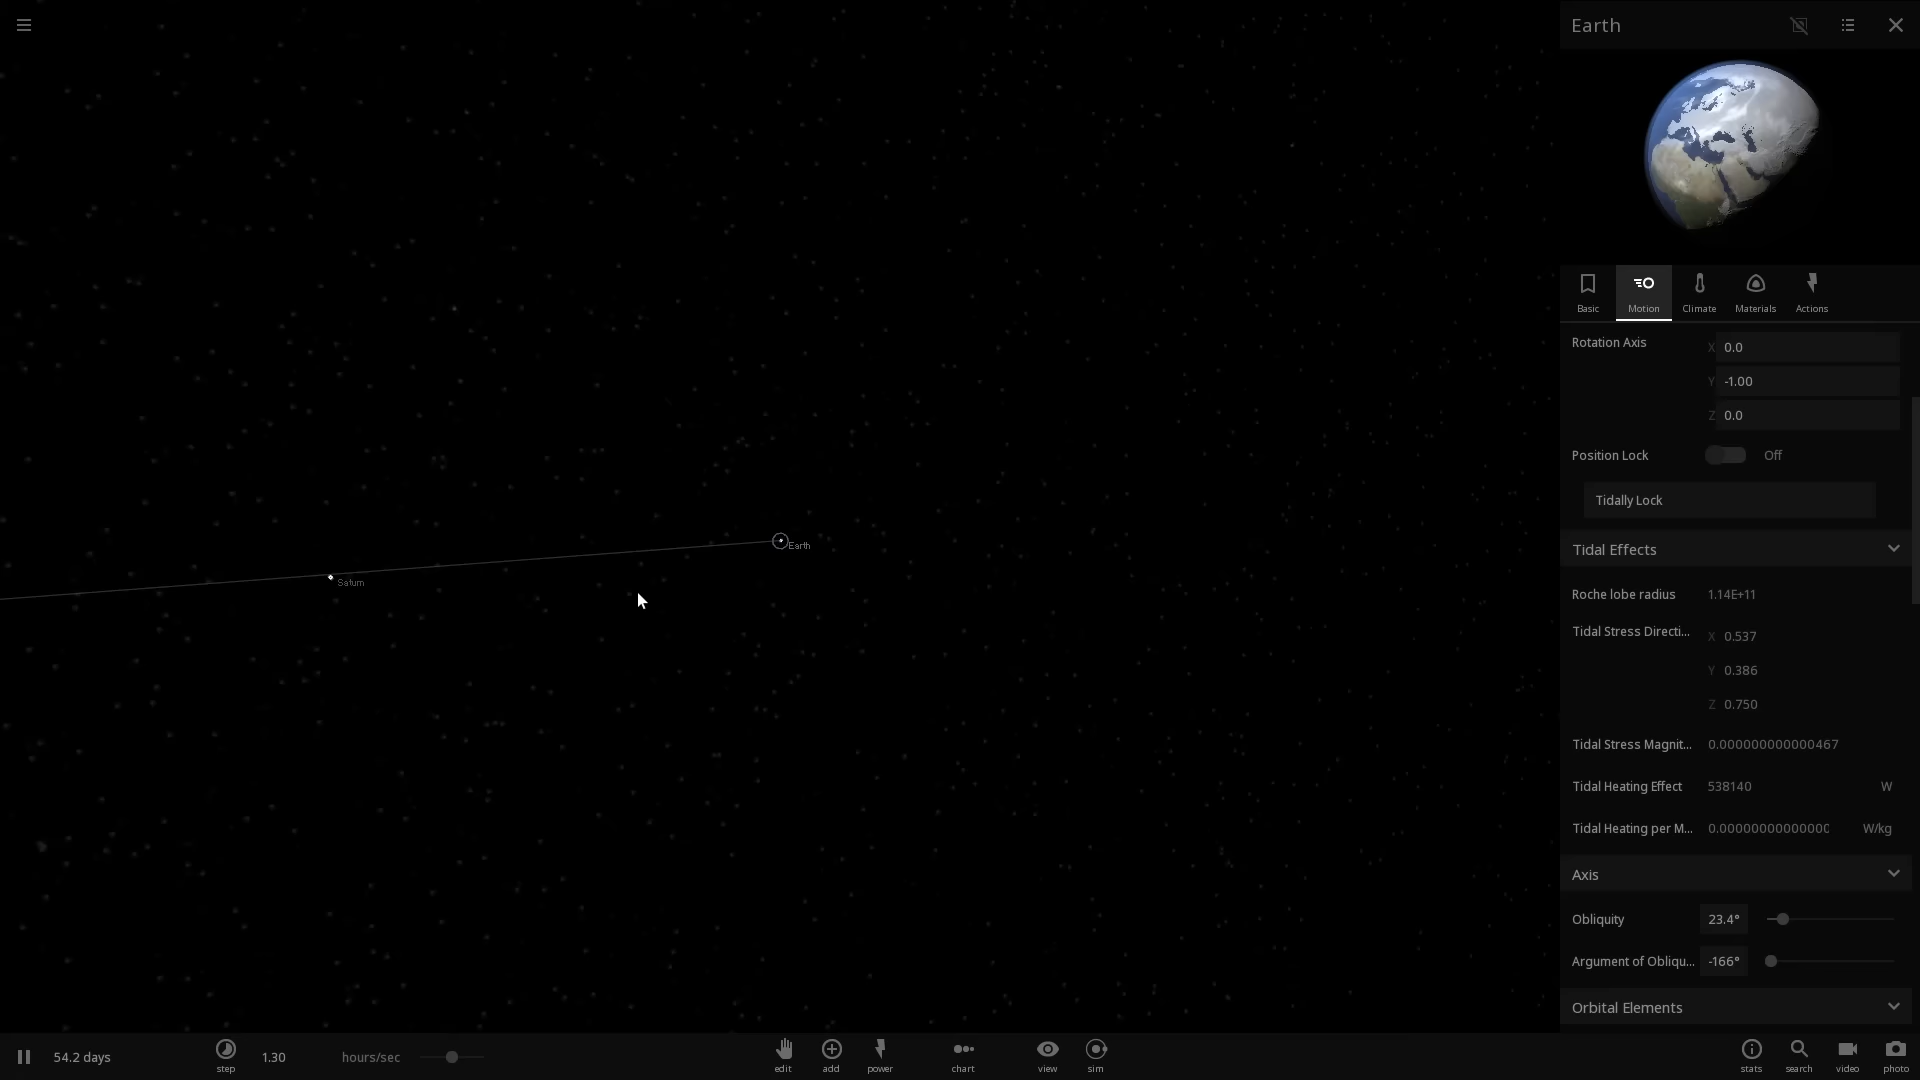 Earth
Basic
Motion
Climate
Materials
Actions
Rotation Axis
X 0.0
Y -1.00
Z 0.0
Position Lock
Off
Tidally Lock
Tidal Effects
Roche lobe radius 1.14E+11
Tidal Stress Directi...
X 0.537
Y 0.386
Z 0.750
Tidal Stress Magnit... 0.000000000000467
Tidal Heating Effect 538140 W
Tidal Heating per M... 0.00000000000000 W/kg
Axis
Obliquity 23.4°
Argument of Obliqu... -166°
Orbital Elements
Earth
Saturn
54.2 days
step
1.30
hours/sec
edit
add
power
chart
view
sim
stats
search
video
photo